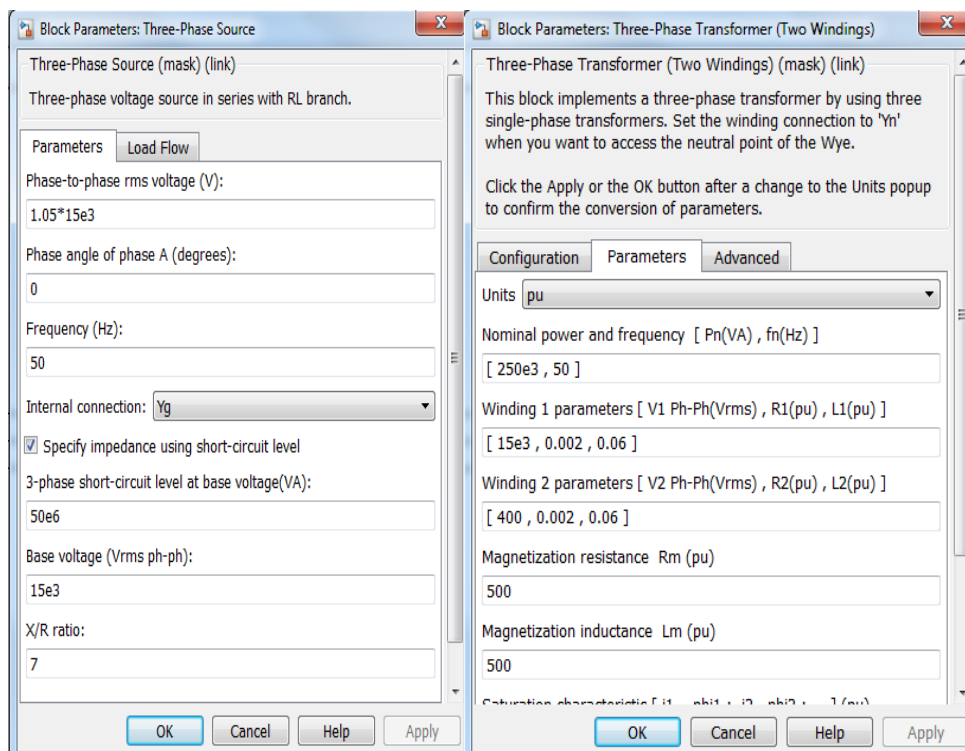 Block Parameters: Three-Phase Source
X
Three-Phase Source (mask) (link)
Three-phase voltage source in series with RL branch.
Parameters
Load Flow
Phase-to-phase rms voltage (V):
1.05*15e3
Phase angle of phase A (degrees):
0
Frequency (Hz):
50
Internal connection: Yg
Specify impedance using short-circuit level
3-phase short-circuit level at base voltage(VA):
50e6
Base voltage (Vrms ph-ph):
15e3
X/R ratio:
7
OK
Cancel
Help
Apply
Block Parameters: Three-Phase Transformer (Two Windings)
X
Three-Phase Transformer (Two Windings) (mask) (link)
This block implements a three-phase transformer by using three
single-phase transformers. Set the winding connection to 'Yn'
when you want to access the neutral point of the Wye.
Click the Apply or the OK button after a change to the Units popup
to confirm the conversion of parameters.
Configuration
Parameters
Advanced
Units pu
Nominal power and frequency [ Pn(VA) , fn(Hz) ]
[ 250e3 , 50 ]
Winding 1 parameters [ V1 Ph-Ph(Vrms) , R1(pu) , L1(pu) ]
[ 15e3 , 0.002 , 0.06 ]
Winding 2 parameters [ V2 Ph-Ph(Vrms) , R2(pu) , L2(pu) ]
[ 400 , 0.002 , 0.06 ]
Magnetization resistance Rm (pu)
500
Magnetization inductance Lm (pu)
500
Saturation characteristic [ i1 , phi1 ; i2 , phi2 ; ... ] (pu)
OK
Cancel
Help
Apply